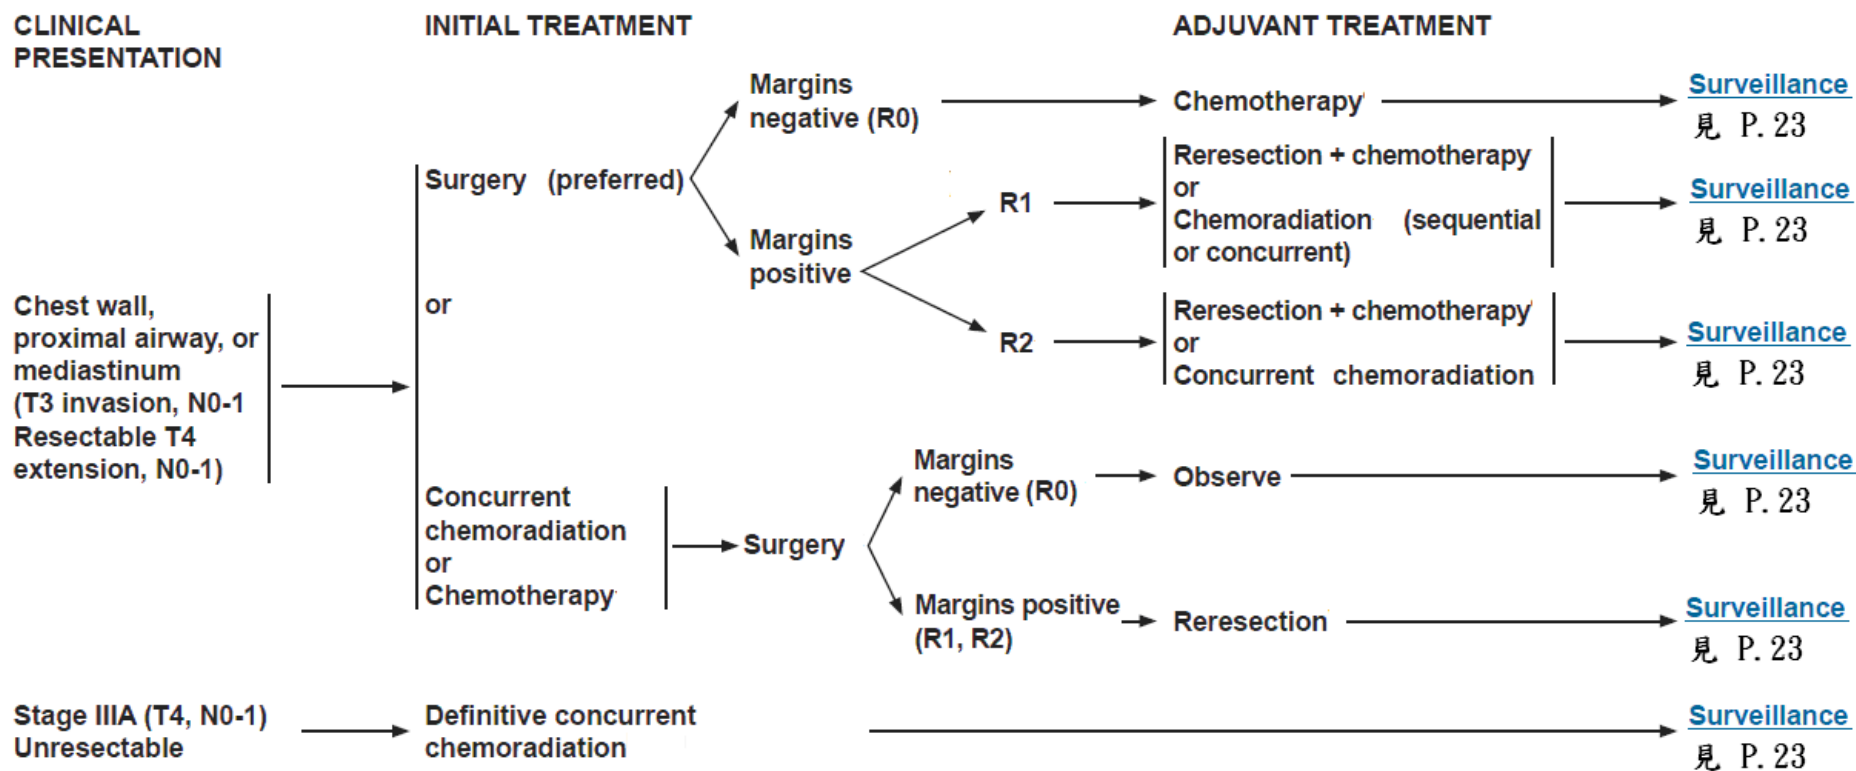 CLINICAL
PRESENTATION
INITIAL TREATMENT
ADJUVANT TREATMENT
Chest wall,
proximal airway, or
mediastinum
(T3 invasion, N0-1
Resectable T4
extension, N0-1)
Surgery (preferred)
or
Concurrent
chemoradiation
or
Chemotherapy
Margins
negative (R0)
Chemotherapy
Surveillance
見 P.23
Margins
positive
R1
Reresection + chemotherapy
or
Chemoradiation (sequential
or concurrent)
Surveillance
見 P.23
R2
Reresection + chemotherapy
or
Concurrent chemoradiation
Surveillance
見 P.23
Surgery
Margins
negative (R0)
Observe
Surveillance
見 P.23
Margins positive
(R1, R2)
Reresection
Surveillance
見 P.23
Stage IIIA (T4, N0-1)
Unresectable
Definitive concurrent
chemoradiation
Surveillance
見 P.23